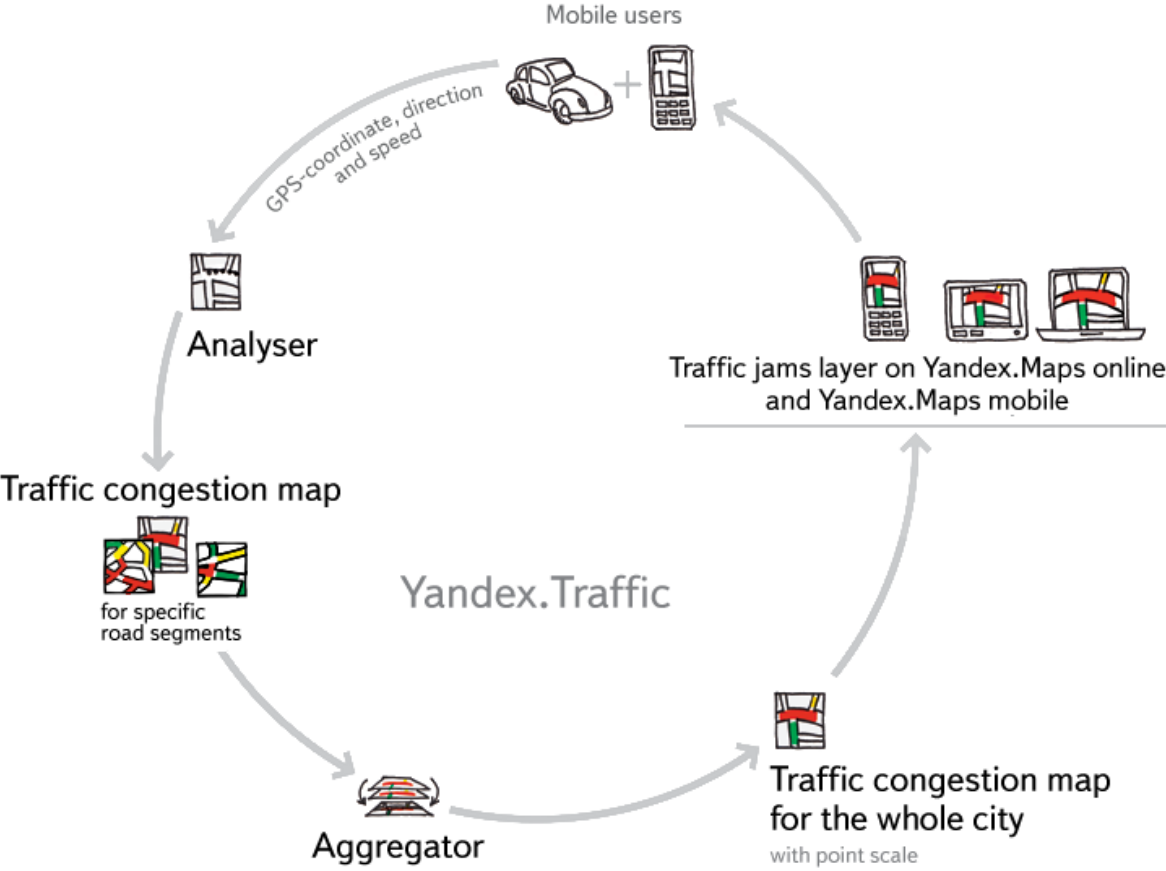 Mobile users
GPS-coordinate, direction
and speed
Analyser
Traffic jams layer on Yandex.Maps online
and Yandex.Maps mobile
Traffic congestion map
for specific
road segments
Yandex.Traffic
Aggregator
Traffic congestion map
for the whole city
with point scale